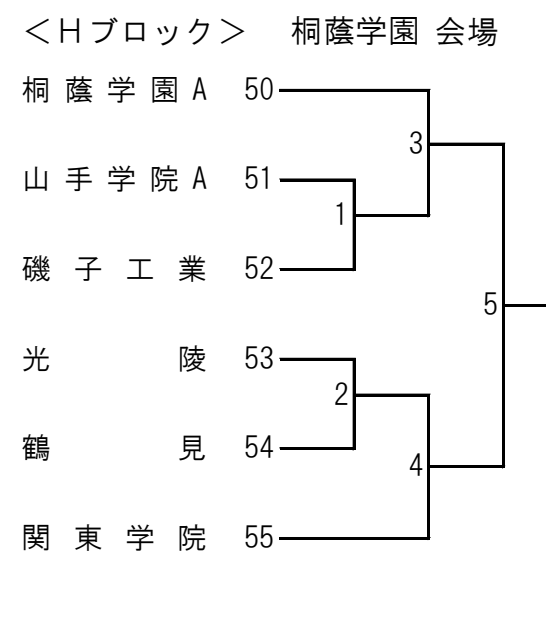 ＜Hブロック＞ 桐蔭学園 会場
桐蔭学園A 50
3
山手学院A 51
1
磯子工業 52
5
光陵 53
2
鶴見 54
4
関東学院 55